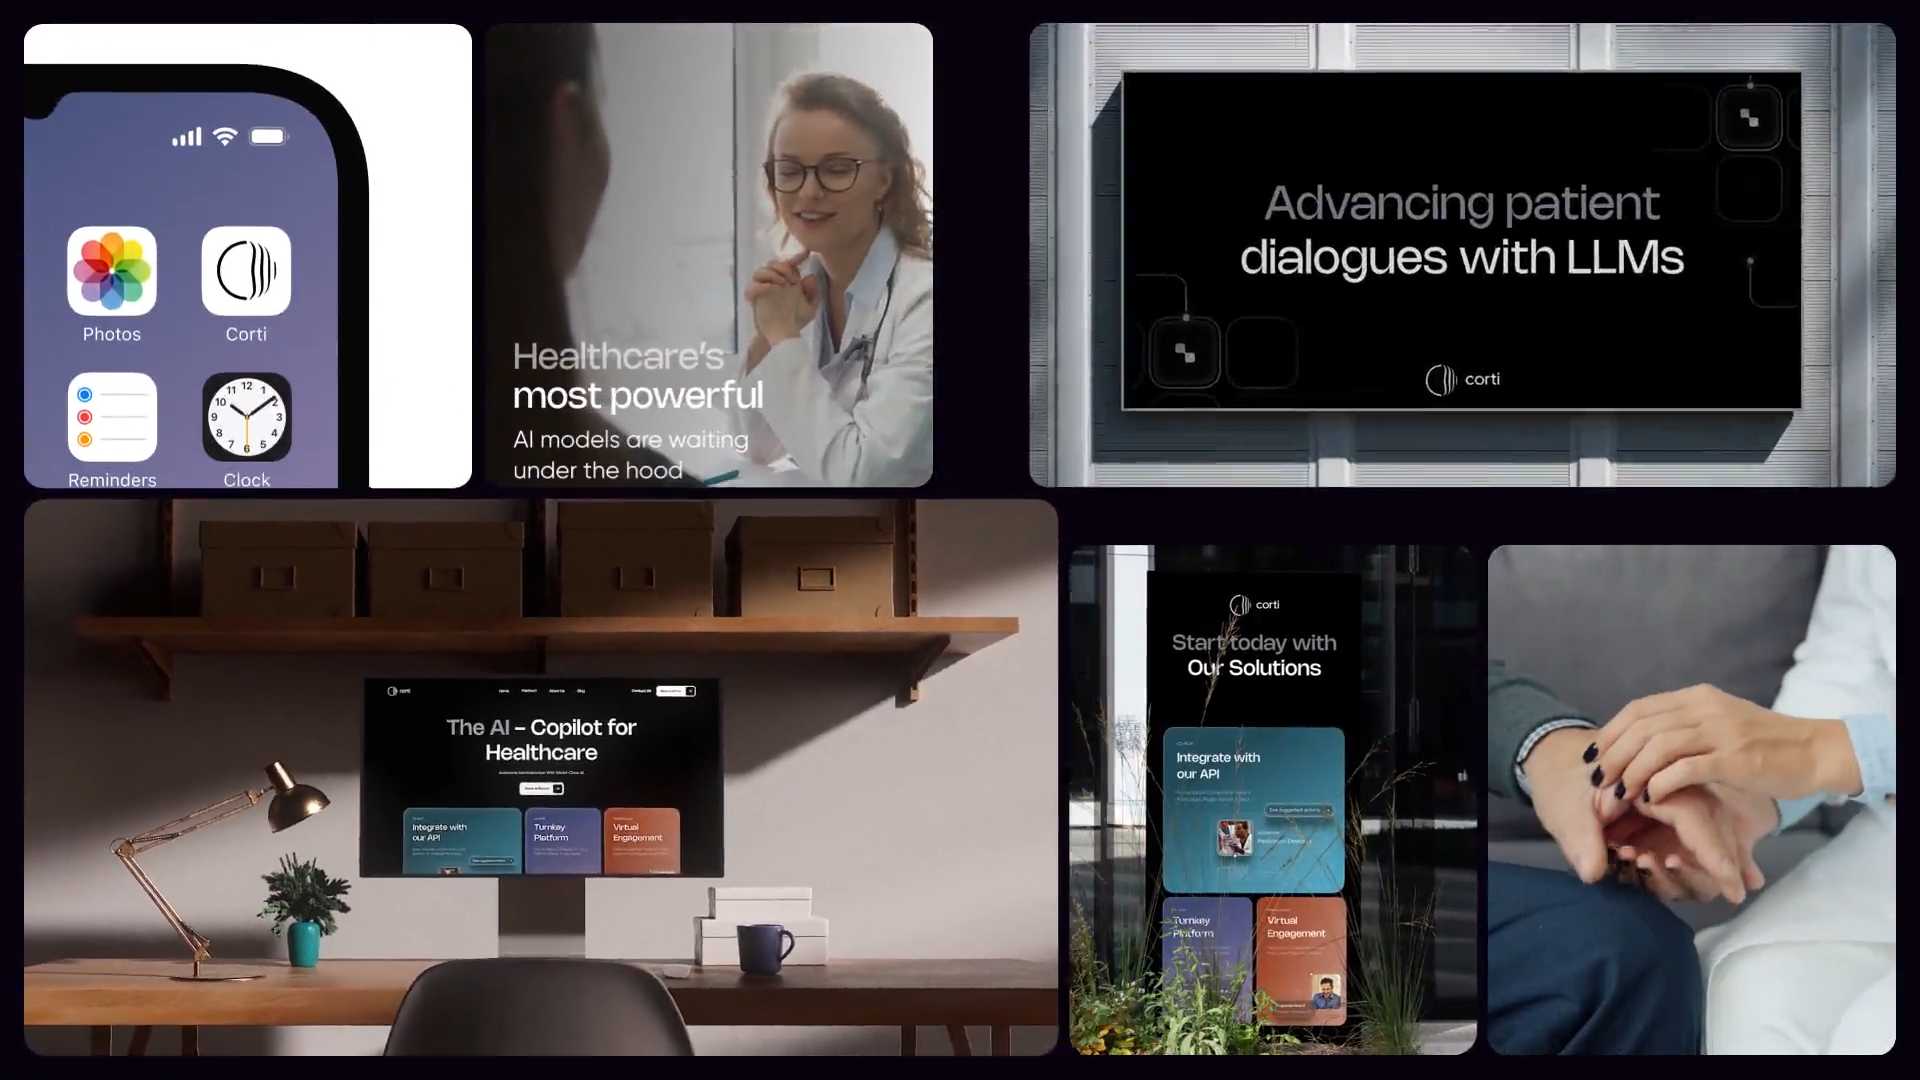 Photos
Corti
Reminders
Clock
Healthcare's
most powerful
AI models are waiting
under the hood
Advancing patient
dialogues with LLMs
corti
corti
The AI – Copilot for
Healthcare
Integrate with
our API
Turnkey
Platform
Virtual
Engagement
corti
Start today with
Our Solutions
Integrate with
our API
Turnkey
Platform
Virtual
Engagement